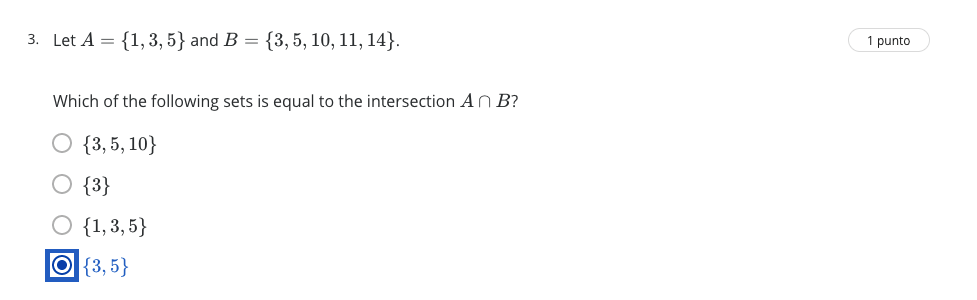 3. Let A = {1, 3, 5} and B = {3, 5, 10, 11, 14}. 1 punto
Which of the following sets is equal to the intersection A ∩ B?
{3, 5, 10}
{3}
{1, 3, 5}
{3, 5}